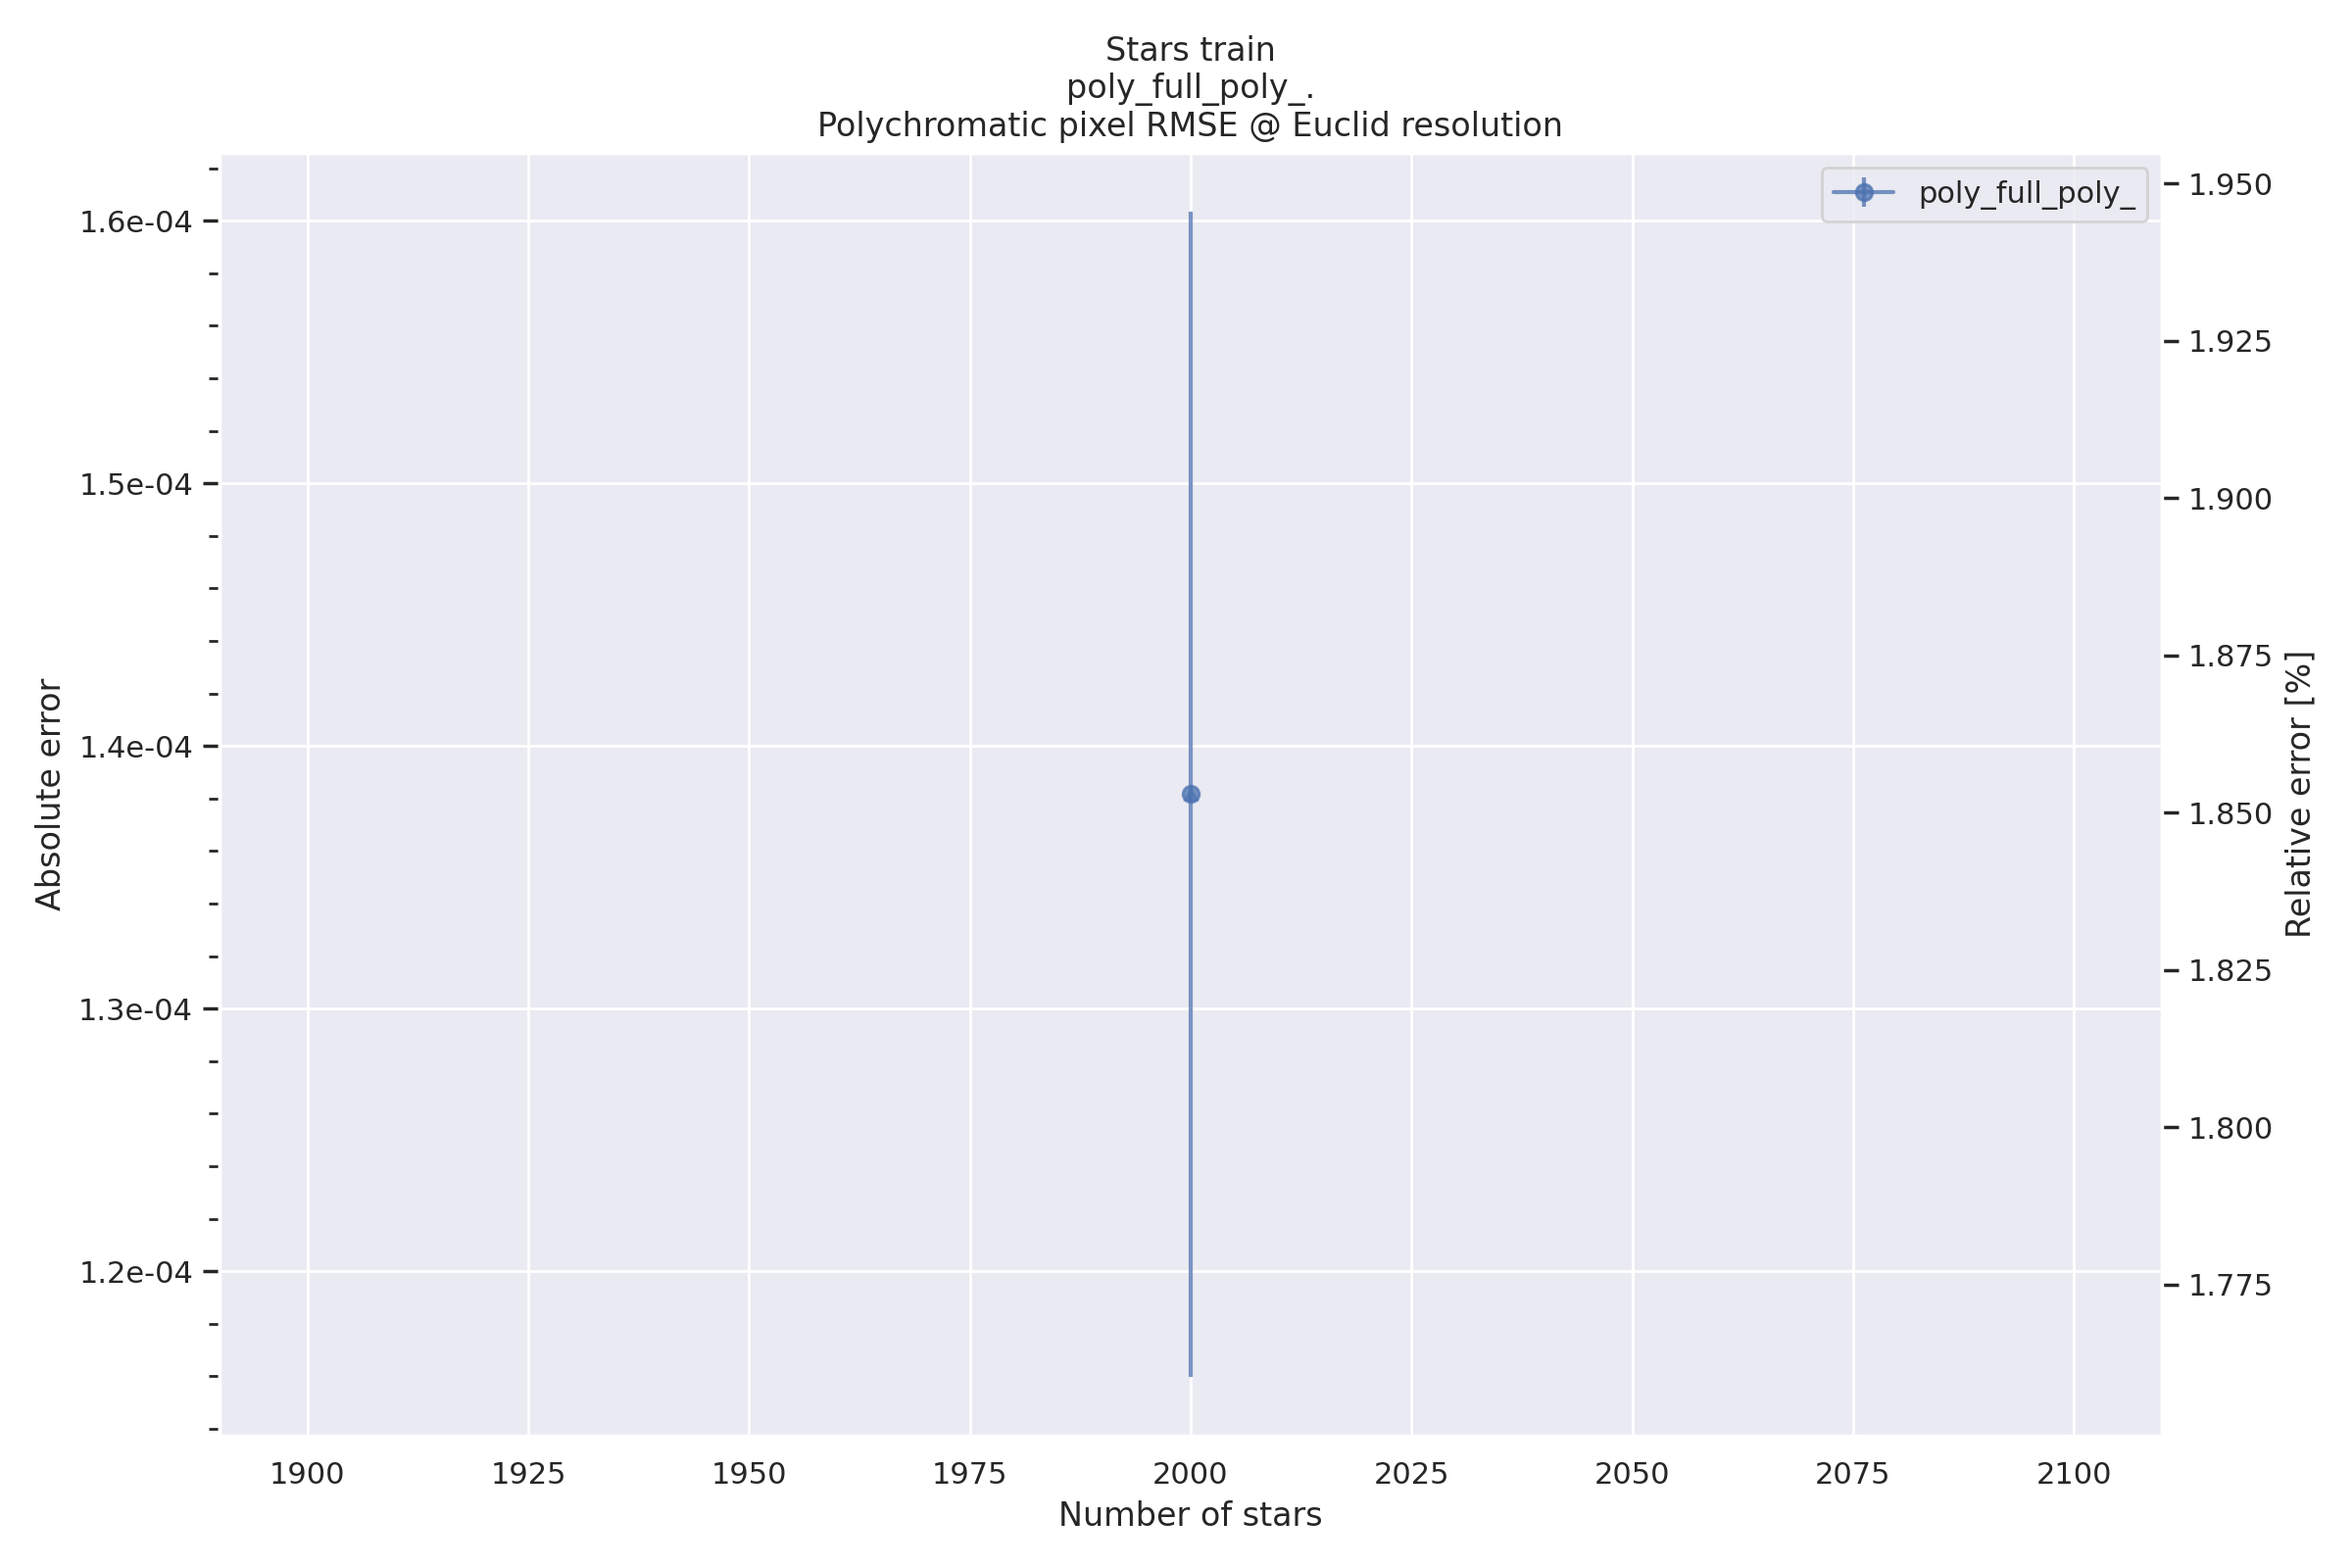 Stars train
poly_full_poly_.
Polychromatic pixel RMSE @ Euclid resolution
poly_full_poly_
Absolute error
1.6e-04
1.5e-04
1.4e-04
1.3e-04
1.2e-04
1.950
1.925
1.900
1.875
1.850
1.825
1.800
1.775
Relative error [%]
1900 1925 1950 1975 2000 2025 2050 2075 2100
Number of stars